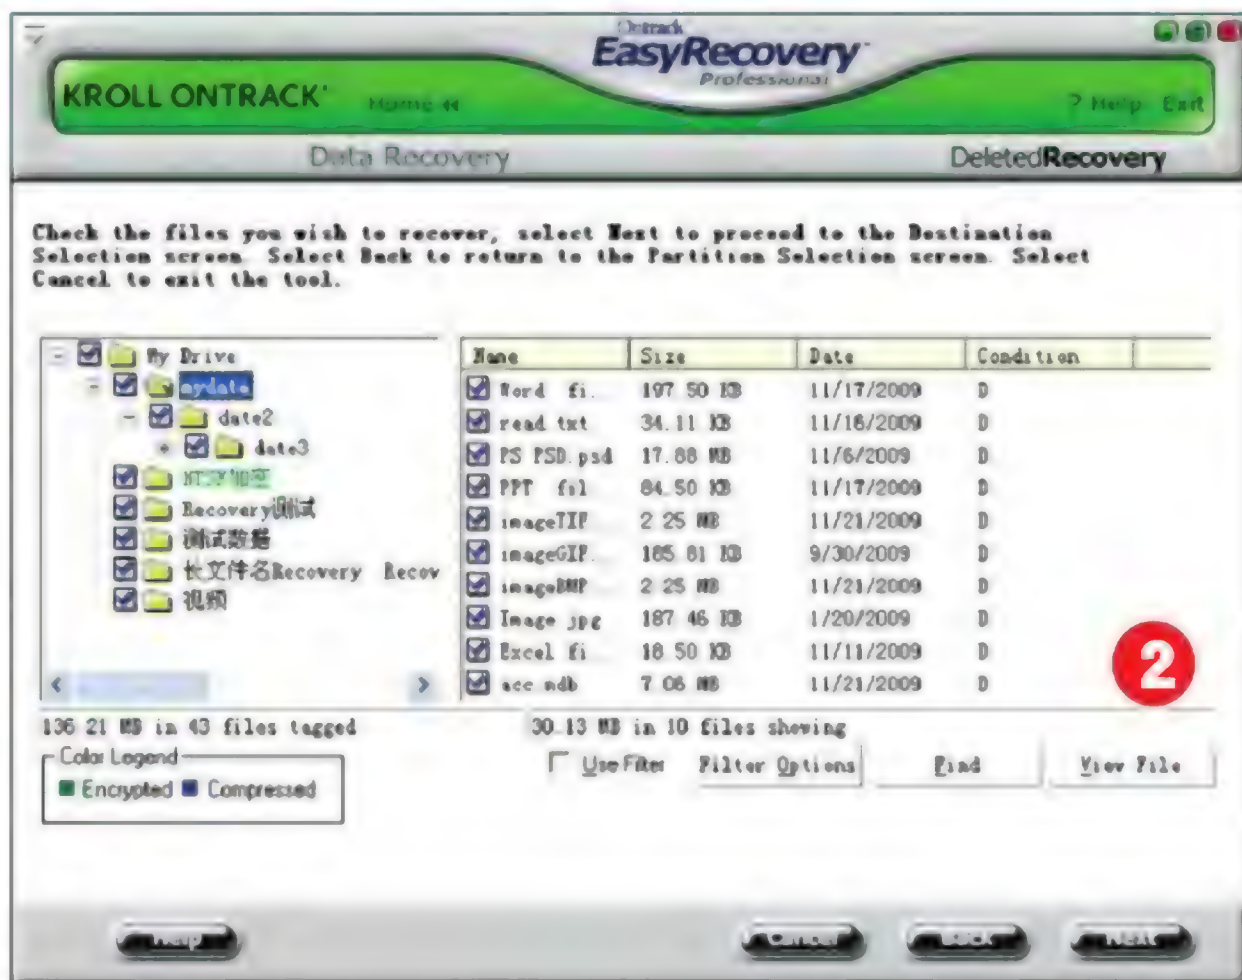 Ontrack
EasyRecovery
Professional
KROLL ONTRACK
Home «
? Help Exit
Data Recovery
DeletedRecovery
Check the files you wish to recover, select Next to proceed to the Destination
Selection screen. Select Back to return to the Partition Selection screen. Select
Cancel to exit the tool.
My Drive
mydate
date2
date3
Recovery测试
测试数据
长文件名Recovery Recov
视频
Name Size Date Condition
Word fi... 197.50 KB 11/17/2009 D
read txt 34.11 KB 11/16/2009 D
PS PSD.psd 17.88 MB 11/6/2009 D
PPT fil... 84.50 KB 11/17/2009 D
imageTIF... 2.25 MB 11/21/2009 D
imageGIF... 185.81 KB 9/30/2009 D
imageBMP... 2.25 MB 11/21/2009 D
Image jpg 187.46 KB 1/20/2009 D
Excel fi... 18.50 KB 11/11/2009 D
acc mdb 7.06 MB 11/21/2009 D
2
136.21 MB in 43 files tagged
30.13 MB in 10 files showing
Color Legend
Encrypted Compressed
Use Filter Filter Options Find View File
Help Cancel Back Next